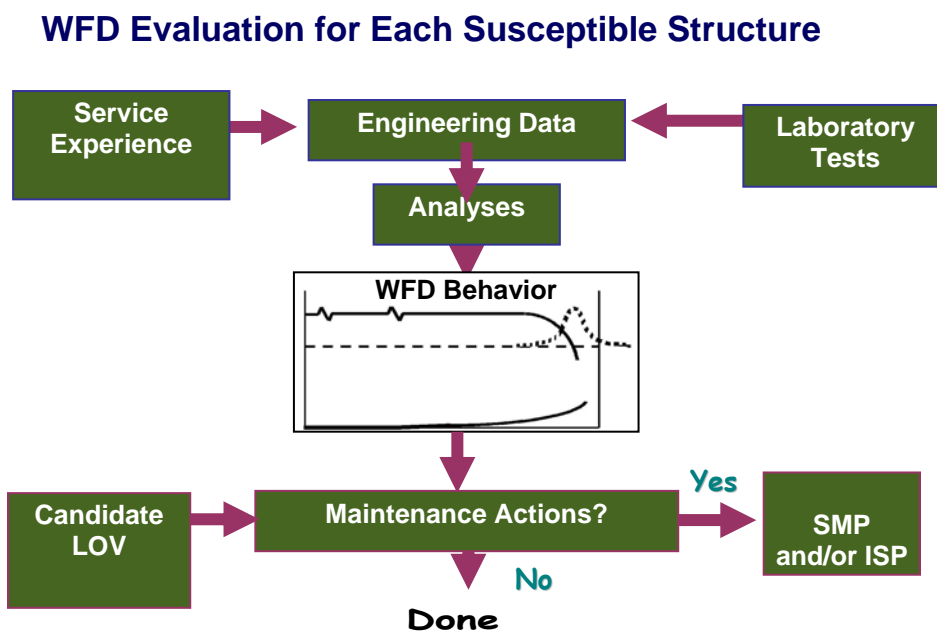 WFD Evaluation for Each Susceptible Structure
Service
Experience
Engineering Data
Laboratory
Tests
Analyses
WFD Behavior
Candidate
LOV
Maintenance Actions?
Yes
SMP
and/or ISP
No
Done